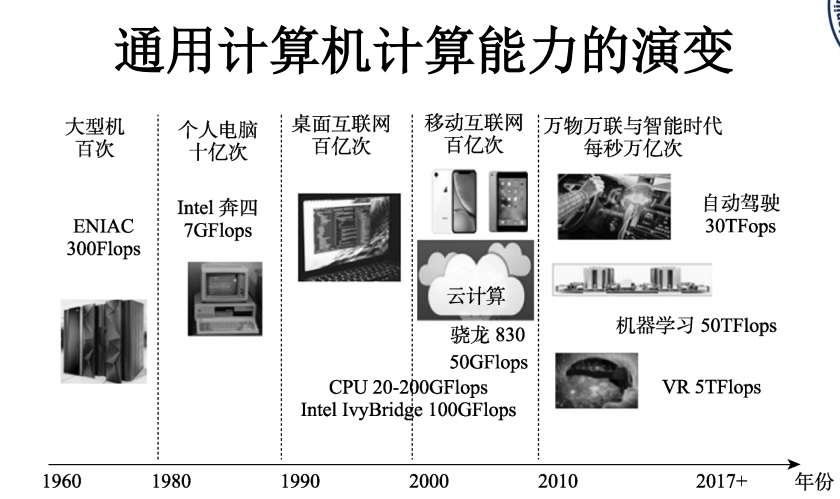 通用计算机计算能力的演变
大型机
百次
个人电脑
十亿次
桌面互联网
百亿次
移动互联网
百亿次
万物万联与智能时代
每秒万亿次
ENIAC
300Flops
Intel 奔四
7GFlops
云计算
骁龙 830
50GFlops
CPU 20-200GFlops
Intel IvyBridge 100GFlops
自动驾驶
30TFops
机器学习 50TFlops
VR 5TFlops
1960
1980
1990
2000
2010
2017+
年份